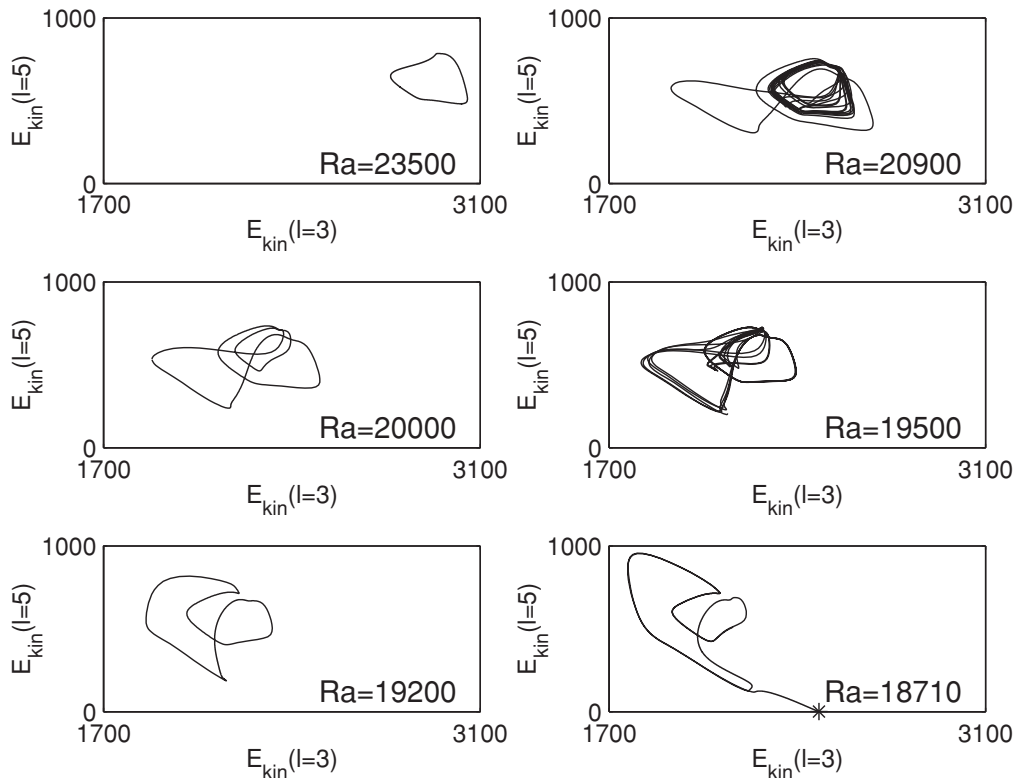 1000
E_kin(l=5)
Ra=23500
0
1700
3100
E_kin(l=3)
1000
E_kin(l=5)
Ra=20900
0
1700
3100
E_kin(l=3)
1000
E_kin(l=5)
Ra=20000
0
1700
3100
E_kin(l=3)
1000
E_kin(l=5)
Ra=19500
0
1700
3100
E_kin(l=3)
1000
E_kin(l=5)
Ra=19200
0
1700
3100
E_kin(l=3)
1000
E_kin(l=5)
Ra=18710
0
1700
3100
E_kin(l=3)